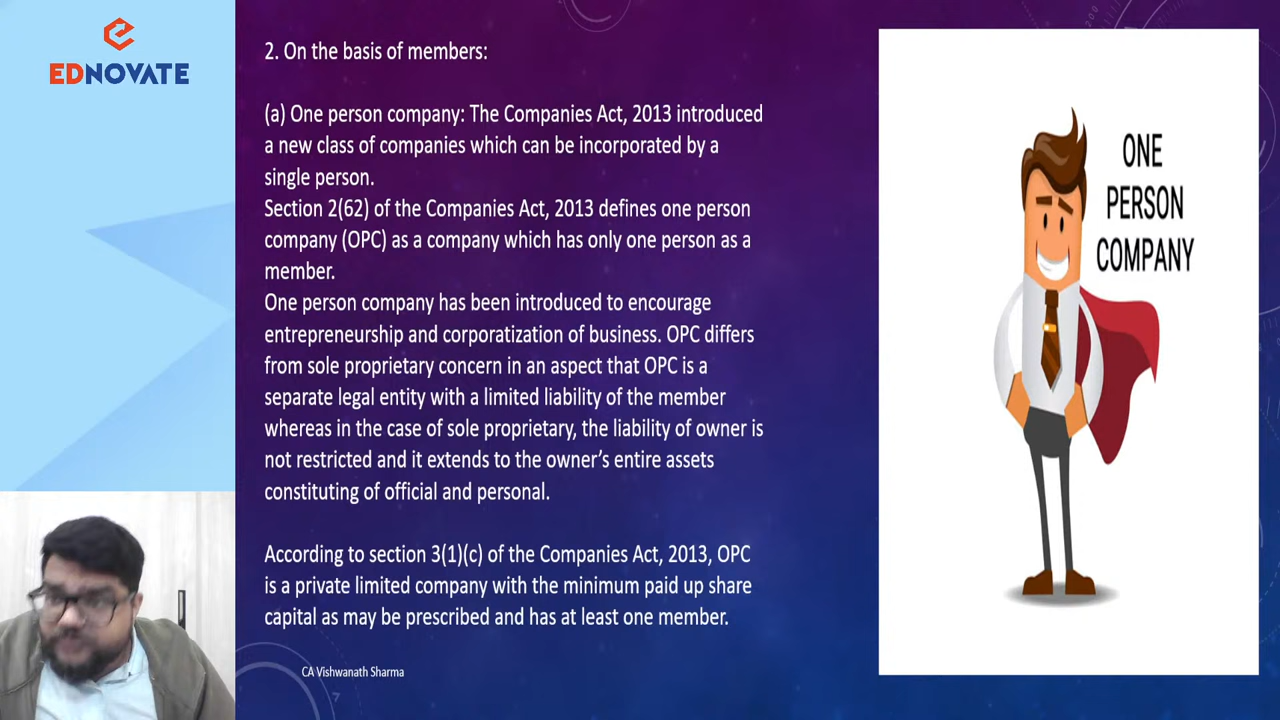 EDNOVATE
2. On the basis of members:
(a) One person company: The Companies Act, 2013 introduced
a new class of companies which can be incorporated by a
single person.
Section 2(62) of the Companies Act, 2013 defines one person
company (OPC) as a company which has only one person as a
member.
One person company has been introduced to encourage
entrepreneurship and corporatization of business. OPC differs
from sole proprietary concern in an aspect that OPC is a
separate legal entity with a limited liability of the member
whereas in the case of sole proprietary, the liability of owner is
not restricted and it extends to the owner’s entire assets
constituting of official and personal.
According to section 3(1)(c) of the Companies Act, 2013, OPC
is a private limited company with the minimum paid up share
capital as may be prescribed and has at least one member.
CA Vishwanath Sharma
ONE
PERSON
COMPANY